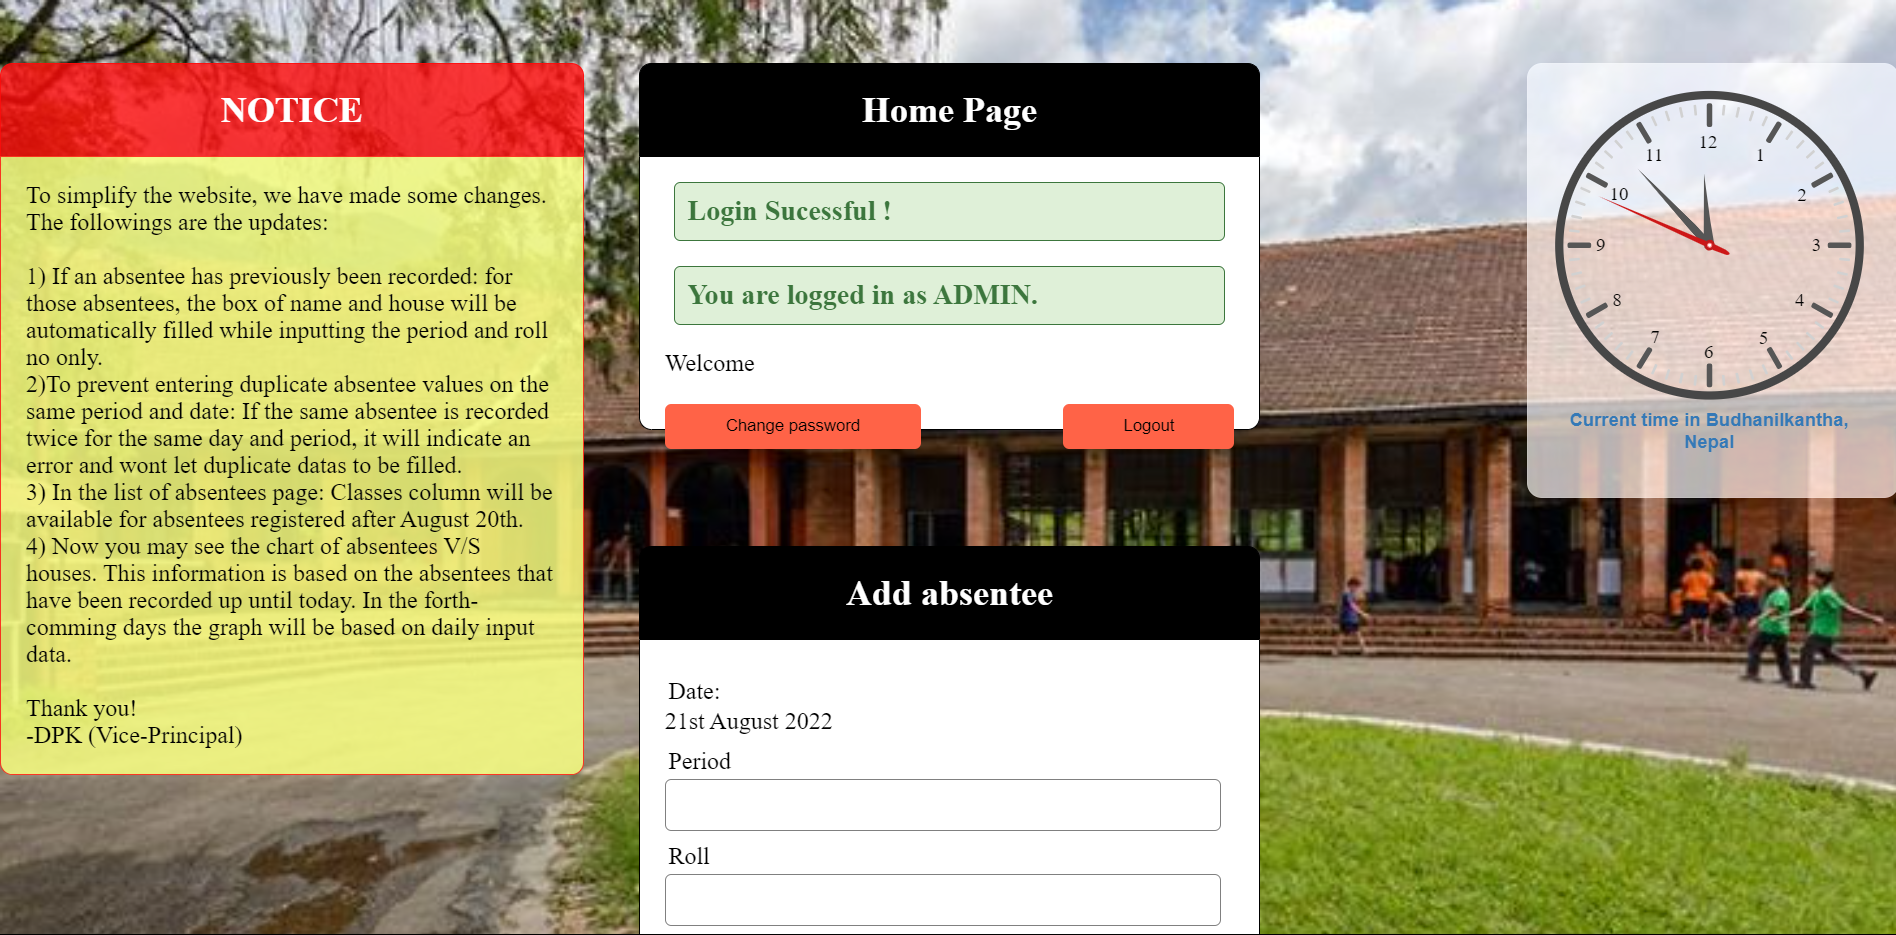 NOTICE
To simplify the website, we have made some changes.
The followings are the updates:
1) If an absentee has previously been recorded: for
those absentees, the box of name and house will be
automatically filled while inputting the period and roll
no only.
2)To prevent entering duplicate absentee values on the
same period and date: If the same absentee is recorded
twice for the same day and period, it will indicate an
error and wont let duplicate datas to be filled.
3) In the list of absentees page: Classes column will be
available for absentees registered after August 20th.
4) Now you may see the chart of absentees V/S
houses. This information is based on the absentees that
have been recorded up until today. In the forth-
comming days the graph will be based on daily input
data.
Thank you!
-DPK (Vice-Principal)
Home Page
Login Sucessful !
You are logged in as ADMIN.
Welcome
Change password
Logout
Add absentee
Date:
21st August 2022
Period
Roll
12
1
2
3
4
5
6
7
8
9
10
11
Current time in Budhanilkantha,
Nepal